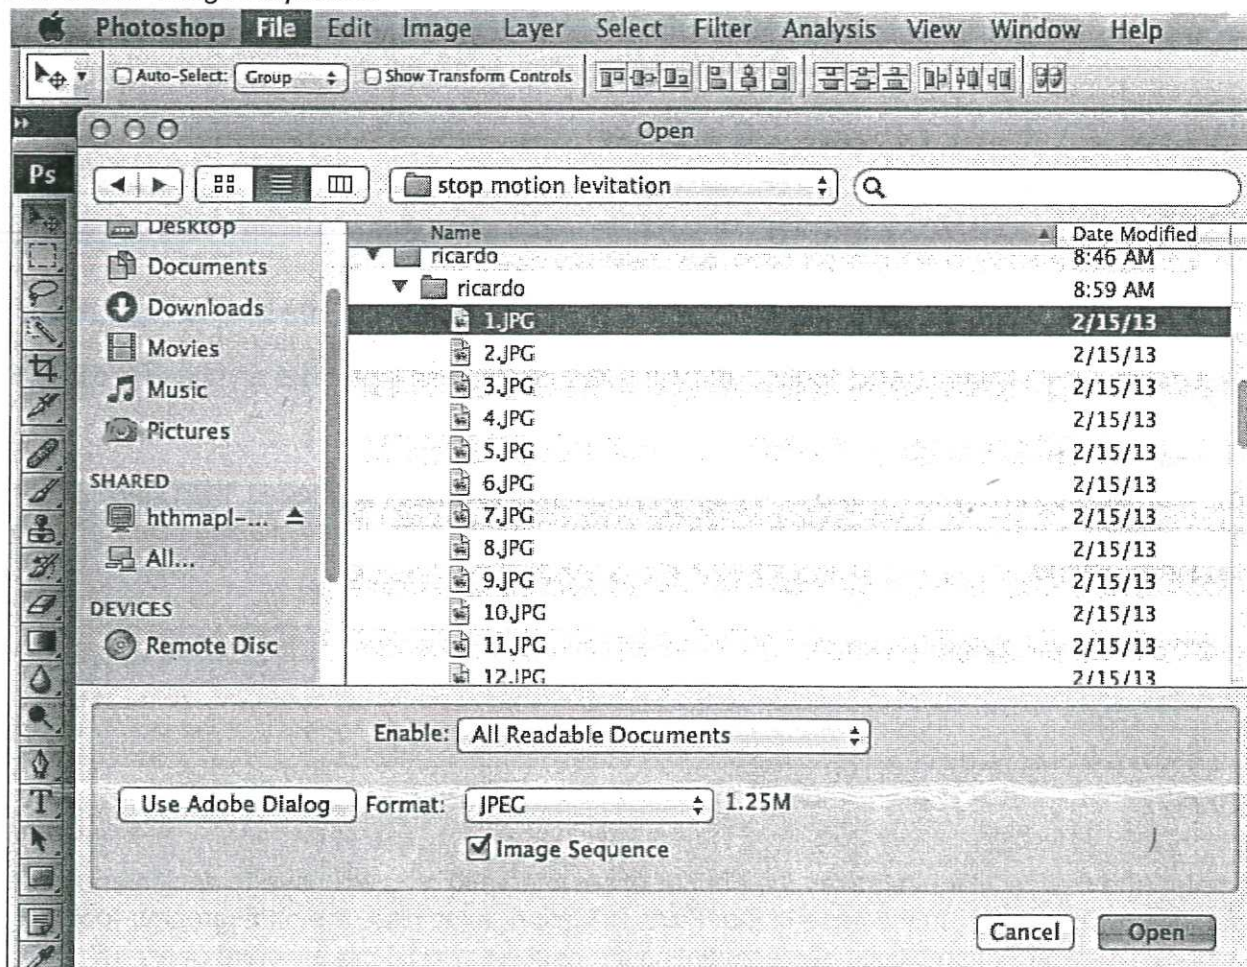 Photoshop File Edit Image Layer Select Filter Analysis View Window Help
Auto-Select: Group Show Transform Controls
Open
Ps
stop motion levitation
Name Date Modified
Desktop
Documents
Downloads
Movies
Music
Pictures
SHARED
hthmapl-...
All...
DEVICES
Remote Disc
ricardo 8:46 AM
ricardo 8:59 AM
1.JPG 2/15/13
2.JPG 2/15/13
3.JPG 2/15/13
4.JPG 2/15/13
5.JPG 2/15/13
6.JPG 2/15/13
7.JPG 2/15/13
8.JPG 2/15/13
9.JPG 2/15/13
10.JPG 2/15/13
11.JPG 2/15/13
12.JPG 2/15/13
Enable: All Readable Documents
Use Adobe Dialog Format: JPEG 1.25M
Image Sequence
Cancel Open
T